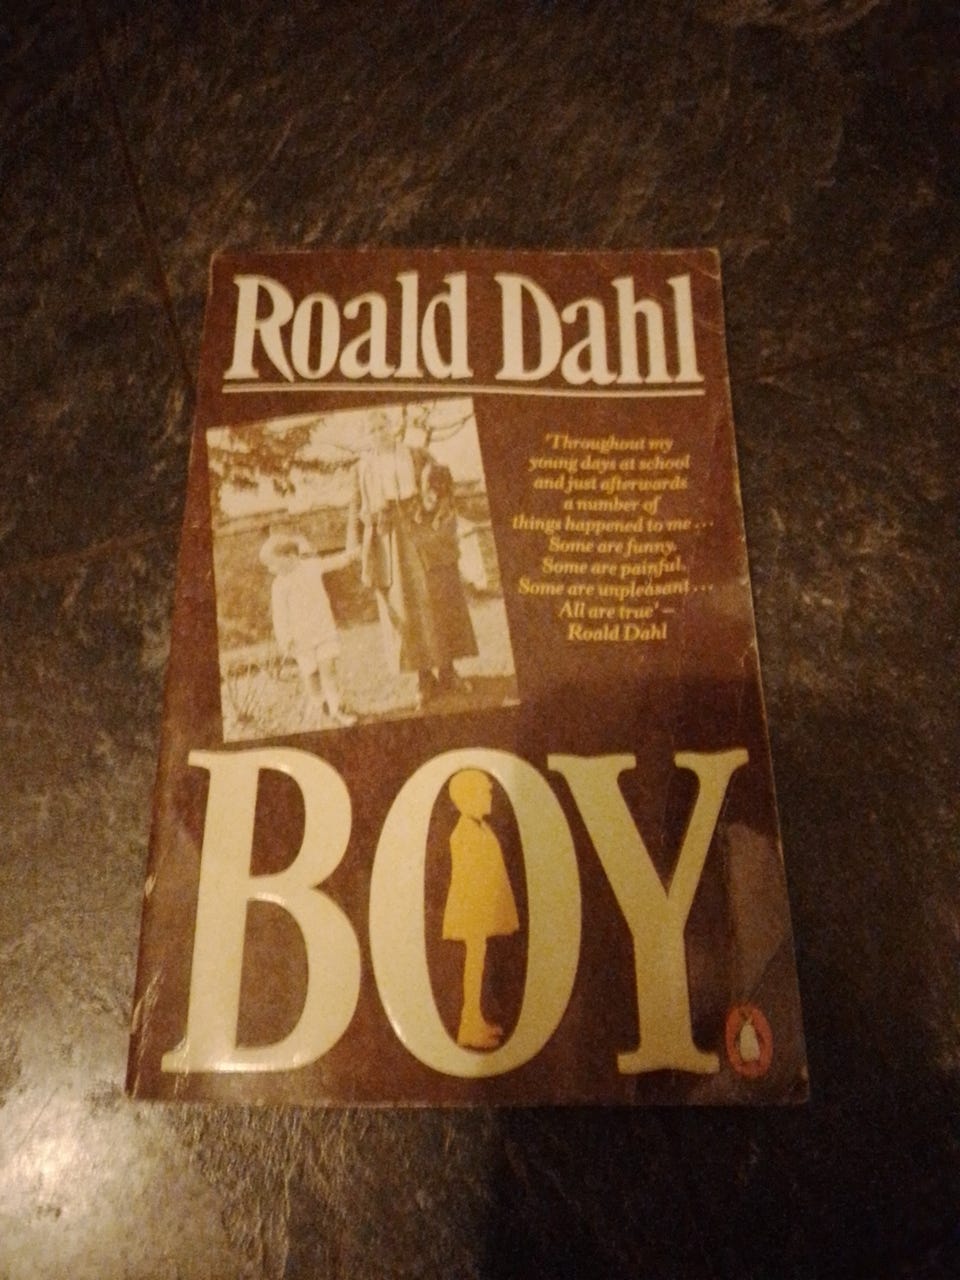 Roald Dahl
'Throughout my
young days at school
and just afterwards
a number of
things happened to me...
Some are funny.
Some are painful.
Some are unpleasant...
All are true' –
Roald Dahl
BOY